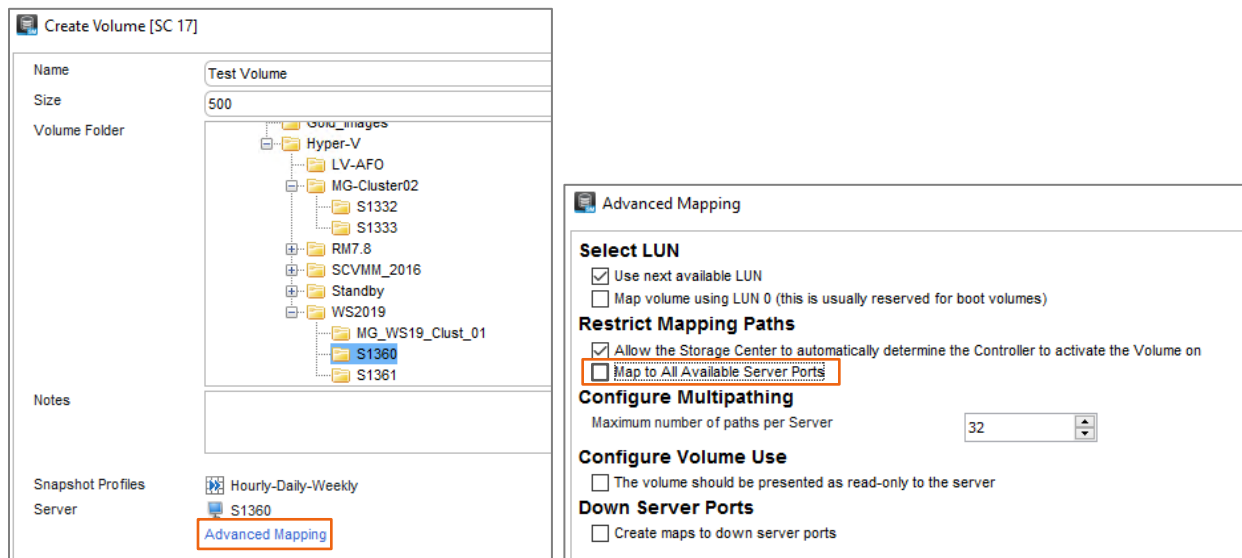 Create Volume [SC 17]
Name
Test Volume
Size
500
Volume Folder
Gold_Images
Hyper-V
LV-AFO
MG-Cluster02
S1332
S1333
RM7.8
SCVMM_2016
Standby
WS2019
MG_WS19_Clust_01
S1360
S1361
Notes
Snapshot Profiles
Hourly-Daily-Weekly
Server
S1360
Advanced Mapping
Advanced Mapping
Select LUN
Use next available LUN
Map volume using LUN 0 (this is usually reserved for boot volumes)
Restrict Mapping Paths
Allow the Storage Center to automatically determine the Controller to activate the Volume on
Map to All Available Server Ports
Configure Multipathing
Maximum number of paths per Server
32
Configure Volume Use
The volume should be presented as read-only to the server
Down Server Ports
Create maps to down server ports